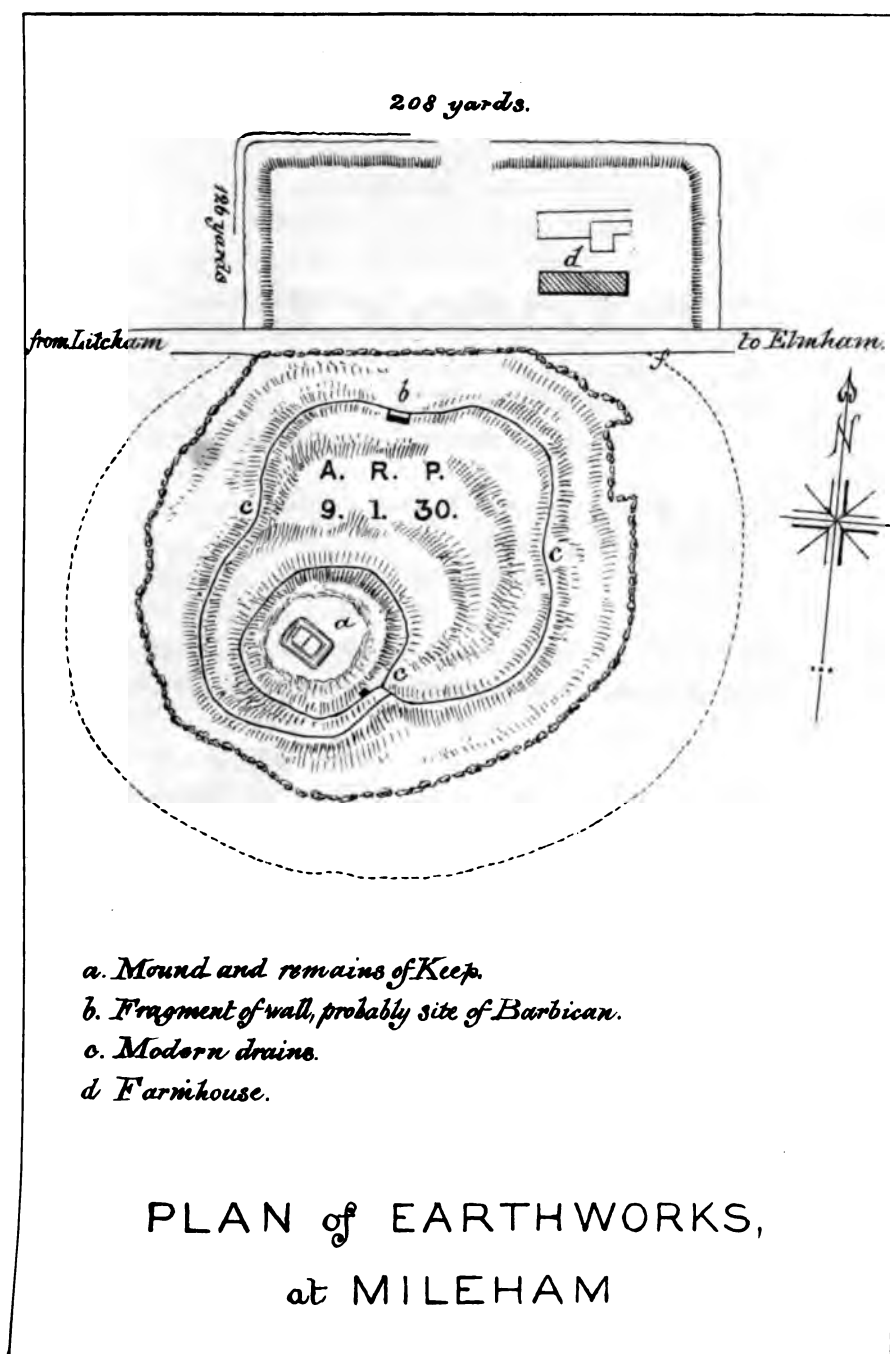 208 yards.
126 yards
d
from Litcham
to Elmham.
f
b
N
A. R. P.
9. 1. 30.
c
c
a
c
a. Mound and remains of Keep.
b. Fragment of wall, probably site of Barbican.
c. Modern drains.
d Farmhouse.
PLAN of EARTHWORKS,
at MILEHAM